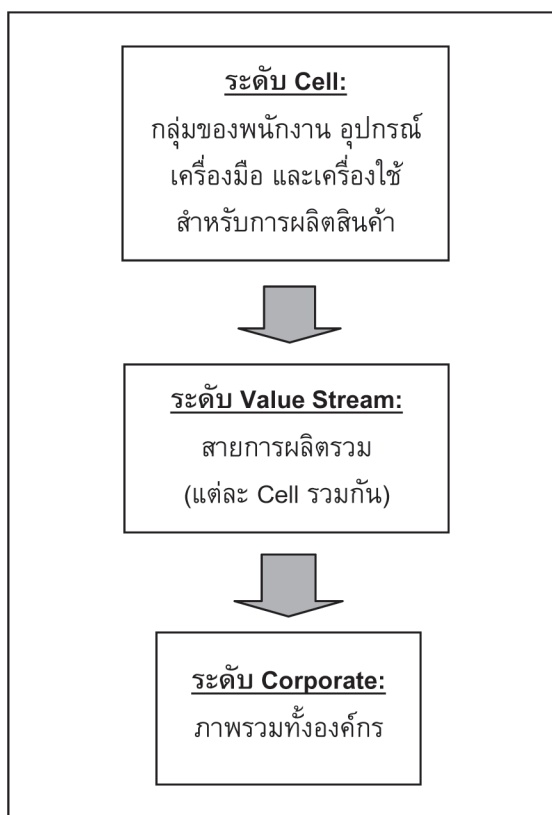 ระดับ Cell:
กลุ่มของพนักงาน อุปกรณ์
เครื่องมือ และเครื่องใช้
สำหรับการผลิตสินค้า
ระดับ Value Stream:
สายการผลิตรวม
(แต่ละ Cell รวมกัน)
ระดับ Corporate:
ภาพรวมทั้งองค์กร